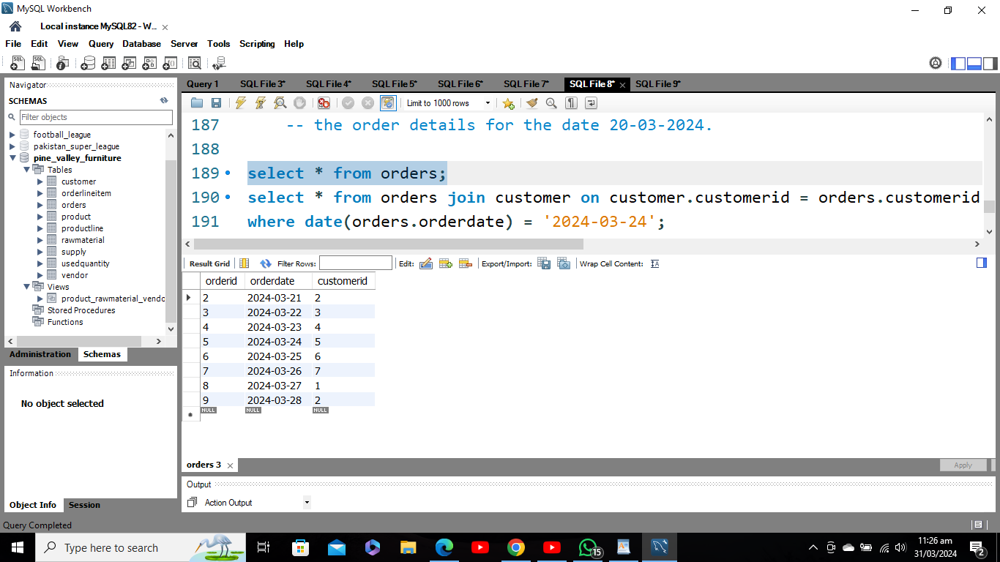 MySQL Workbench
Local instance MySQL82 - W...
File Edit View Query Database Server Tools Scripting Help
Navigator
SCHEMAS
Filter objects
football_league
pakistan_super_league
pine_valley_furniture
Tables
customer
orderlineitem
orders
product
productline
rawmaterial
supply
usedquantity
vendor
Views
product_rawmaterial_vendo
Stored Procedures
Functions
Administration Schemas
Information
No object selected
Object Info Session
Query 1 SQL File 3* SQL File 4* SQL File 5* SQL File 6* SQL File 7* SQL File 8* SQL File 9*
Limit to 1000 rows
187 -- the order details for the date 20-03-2024.
188
189 select * from orders;
190 select * from orders join customer on customer.customerid = orders.customerid
191 where date(orders.orderdate) = '2024-03-24';
Result Grid Filter Rows: Edit: Export/Import: Wrap Cell Content:
orderid orderdate customerid
2 2024-03-21 2
3 2024-03-22 3
4 2024-03-23 4
5 2024-03-24 5
6 2024-03-25 6
7 2024-03-26 7
8 2024-03-27 1
9 2024-03-28 2
NULL NULL NULL
orders 3
Apply
Output
Action Output
Query Completed
Type here to search
15
11:26 am
31/03/2024
2